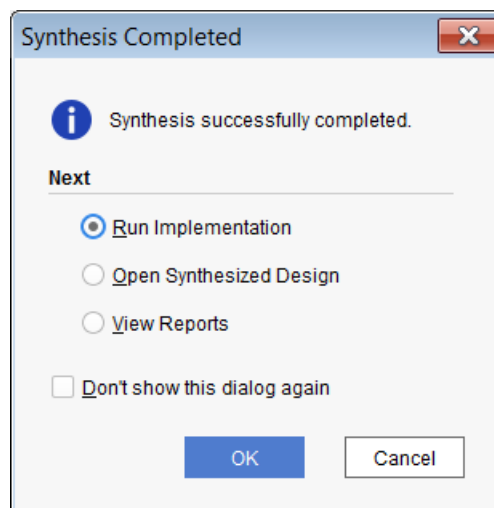 Synthesis Completed
Synthesis successfully completed.
Next
Run Implementation
Open Synthesized Design
View Reports
Don't show this dialog again
OK
Cancel